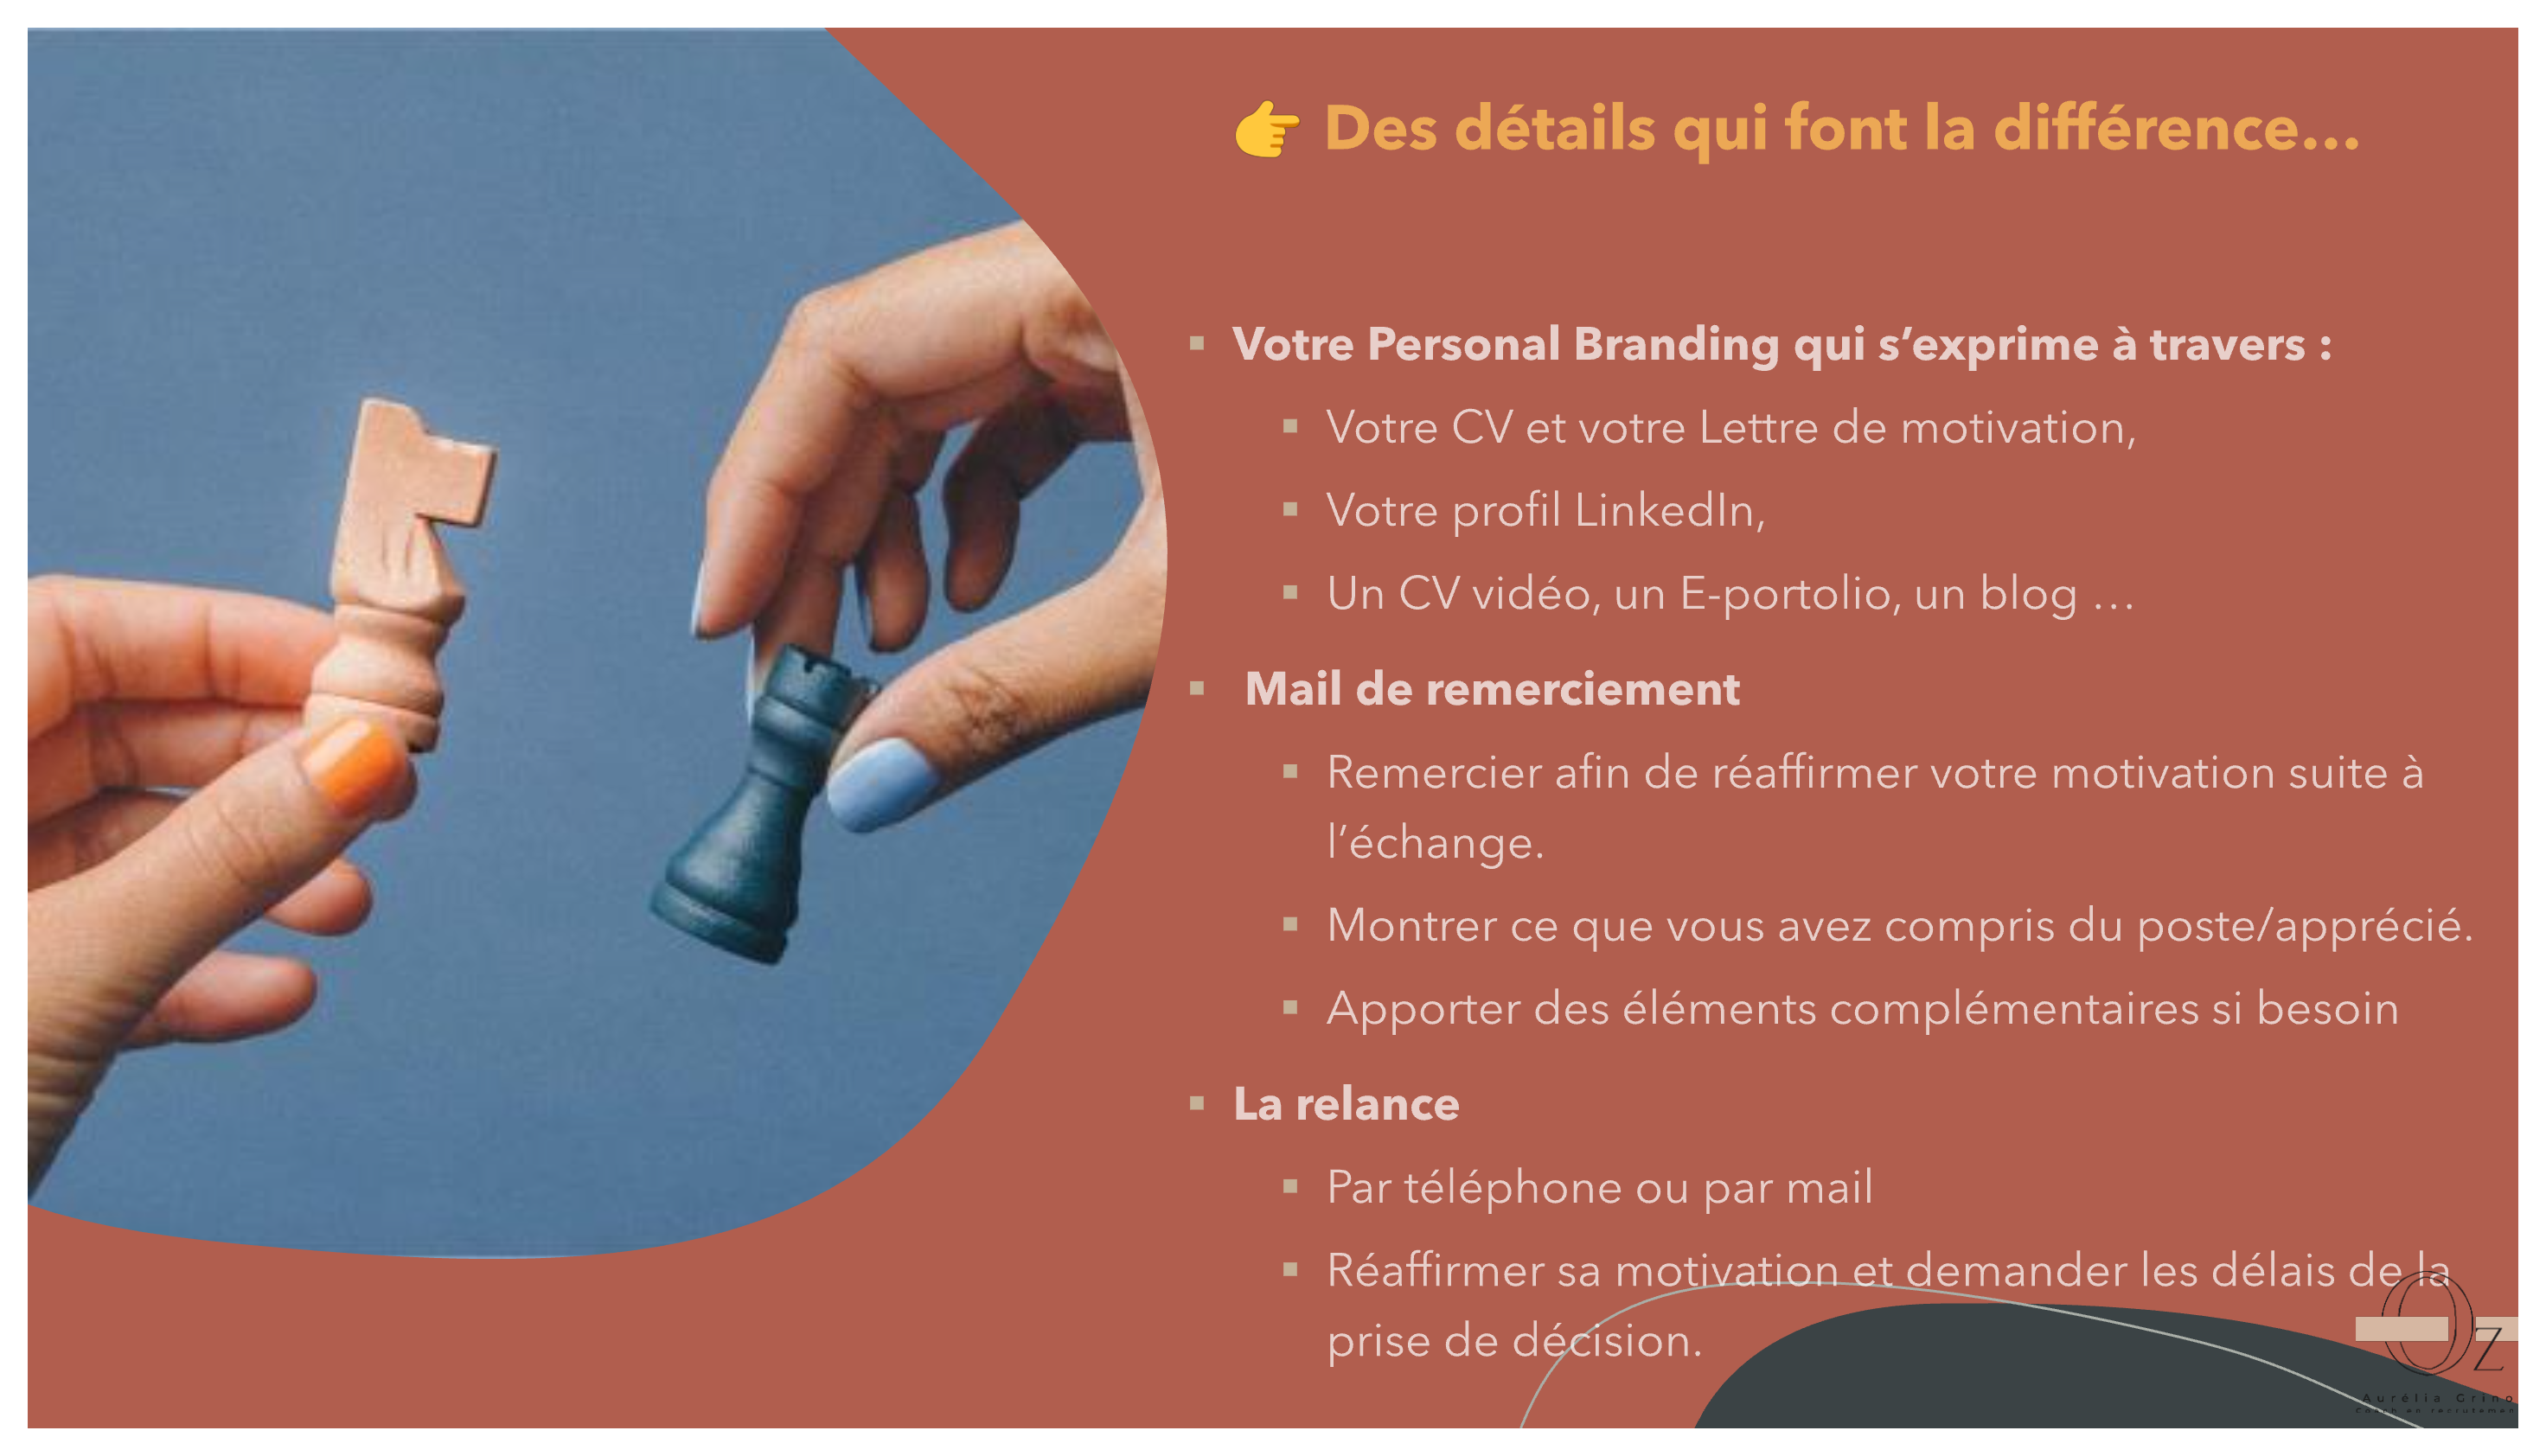 👉 Des détails qui font la différence…
▪ Votre Personal Branding qui s’exprime à travers :
▪ Votre CV et votre Lettre de motivation,
▪ Votre profil LinkedIn,
▪ Un CV vidéo, un E-portolio, un blog …
▪ Mail de remerciement
▪ Remercier afin de réaffirmer votre motivation suite à
l’échange.
▪ Montrer ce que vous avez compris du poste/apprécié.
▪ Apporter des éléments complémentaires si besoin
▪ La relance
▪ Par téléphone ou par mail
▪ Réaffirmer sa motivation et demander les délais de la
prise de décision.
Oz
Aurélia Grino
Coach en recrutemen